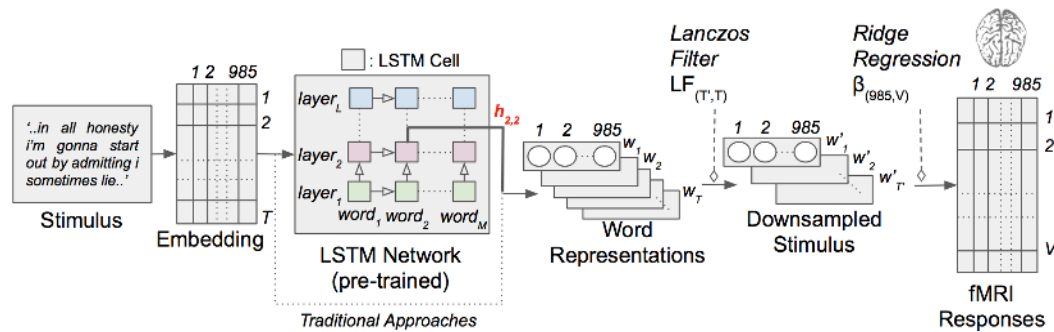 '..in all honesty
i'm gonna start
out by admitting i
sometimes lie..'
Stimulus
1 2 985
1
2
T
Embedding
: LSTM Cell
layer_L
layer_2
layer_1
word_1 word_2 word_M
h_2,2
LSTM Network
(pre-trained)
Traditional Approaches
1 2 985
w_1
w_2
w_T
Word
Representations
Lanczos
Filter
LF_(T',T)
1 2 985
w'_1
w'_2
w'_T'
Downsampled
Stimulus
Ridge
Regression
β_(985,V)
1 2 985
1
2
V
fMRI
Responses